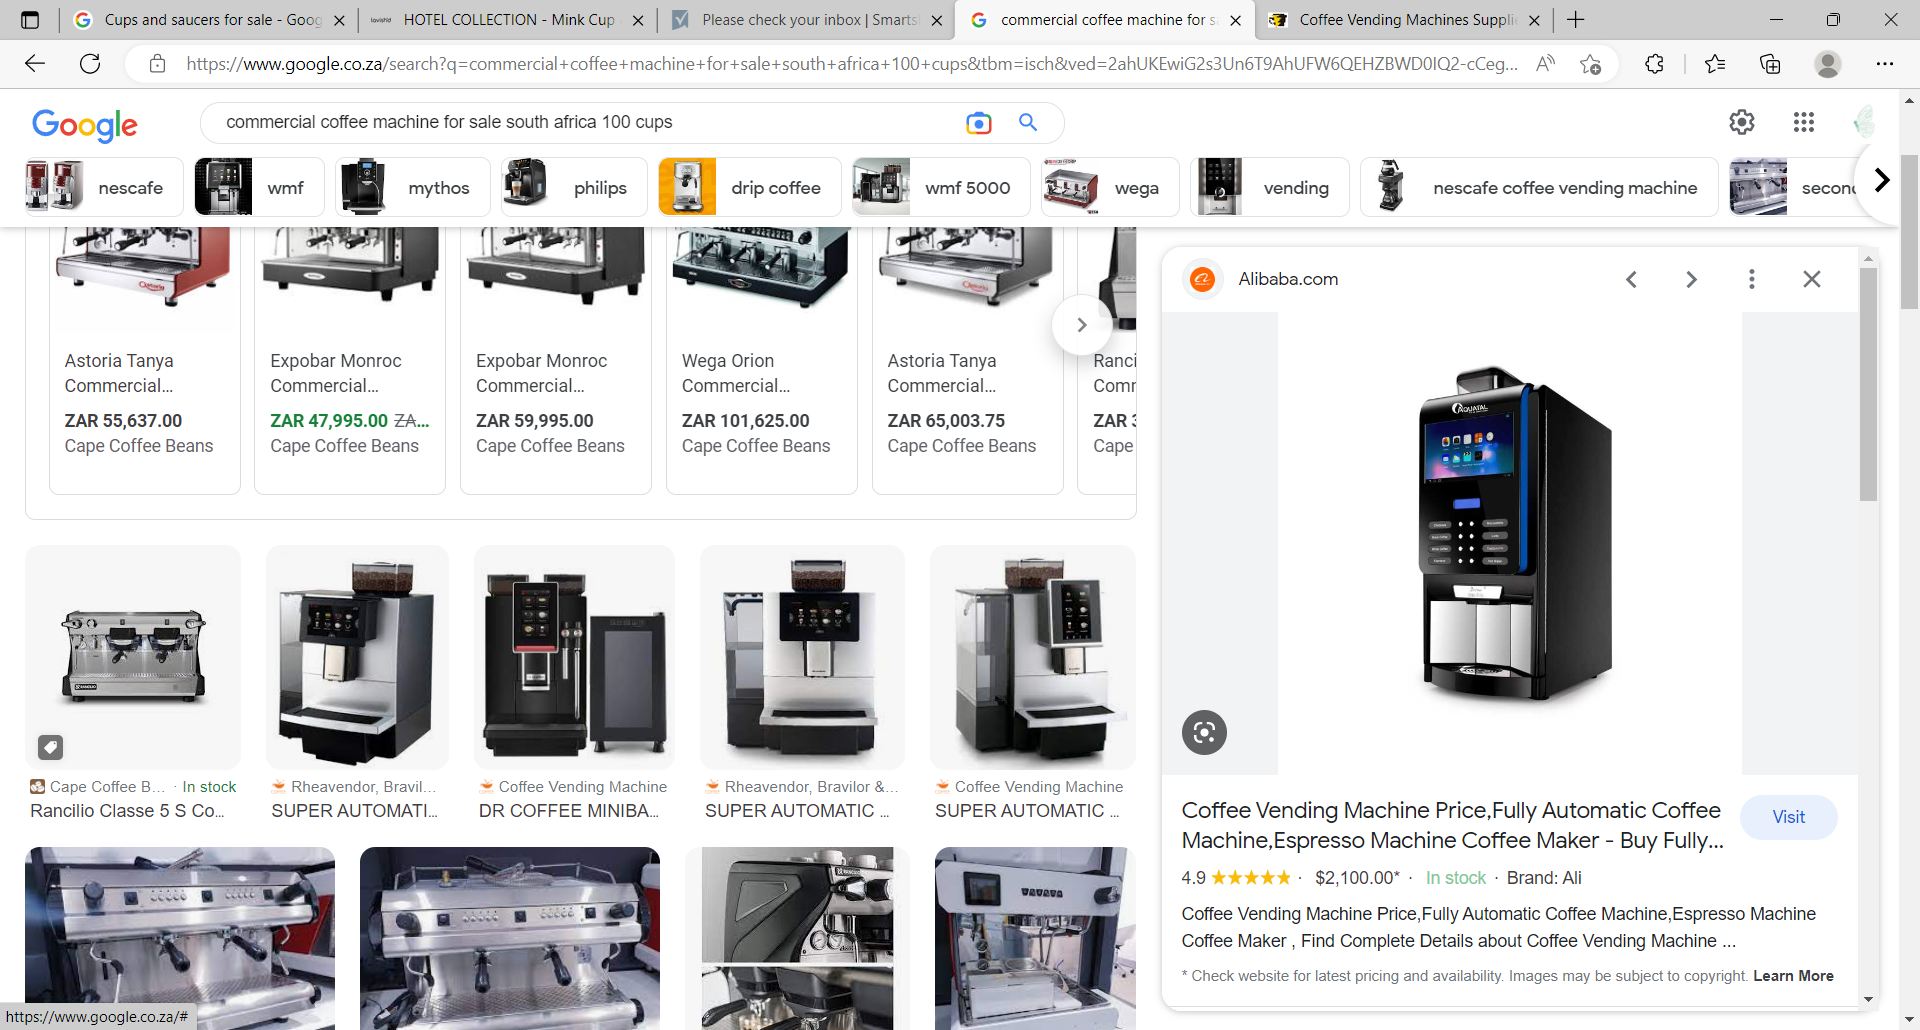 Cups and saucers for sale - Goog
HOTEL COLLECTION - Mink Cup
Please check your inbox | Smarts
commercial coffee machine for s
Coffee Vending Machines Supplie
https://www.google.co.za/search?q=commercial+coffee+machine+for+sale+south+africa+100+cups&tbm=isch&ved=2ahUKEwiG2s3Un6T9AhUFW6QEHZBWD0IQ2-cCeg...
Google
commercial coffee machine for sale south africa 100 cups
nescafe
wmf
mythos
philips
drip coffee
wmf 5000
wega
vending
nescafe coffee vending machine
secon
Astoria Tanya
Commercial...
ZAR 55,637.00
Cape Coffee Beans
Expobar Monroc
Commercial...
ZAR 47,995.00 ZA...
Cape Coffee Beans
Expobar Monroc
Commercial...
ZAR 59,995.00
Cape Coffee Beans
Wega Orion
Commercial...
ZAR 101,625.00
Cape Coffee Beans
Astoria Tanya
Commercial...
ZAR 65,003.75
Cape Coffee Beans
Ranci
Comm
ZAR 3
Cape
Cape Coffee B... · In stock
Rancilio Classe 5 S Co...
Rheavendor, Bravil...
SUPER AUTOMATI...
Coffee Vending Machine
DR COFFEE MINIBA...
Rheavendor, Bravilor &...
SUPER AUTOMATIC ...
Coffee Vending Machine
SUPER AUTOMATIC ...
Alibaba.com
AQUATAL
Coffee Vending Machine Price,Fully Automatic Coffee
Machine,Espresso Machine Coffee Maker - Buy Fully...
Visit
4.9 ★★★★★ · $2,100.00* · In stock · Brand: Ali
Coffee Vending Machine Price,Fully Automatic Coffee Machine,Espresso Machine
Coffee Maker , Find Complete Details about Coffee Vending Machine ...
* Check website for latest pricing and availability. Images may be subject to copyright. Learn More
https://www.google.co.za/#